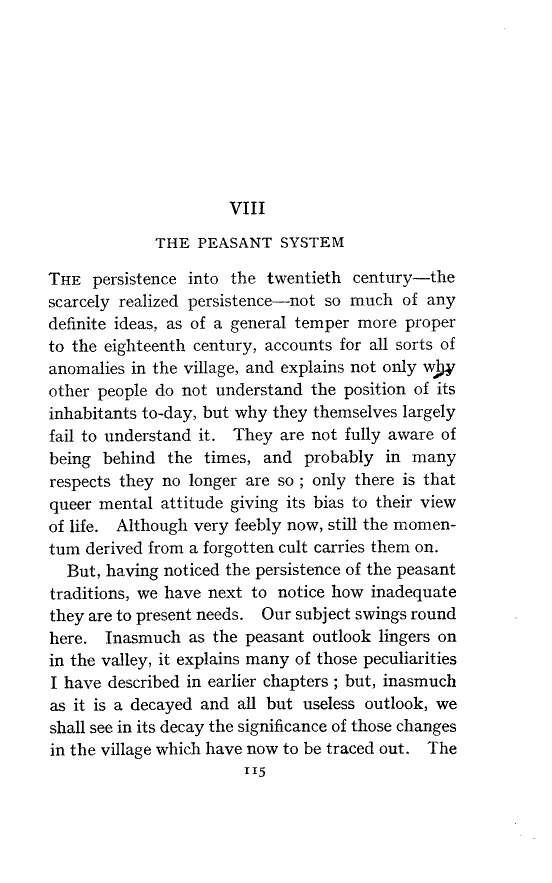 VIII
THE PEASANT SYSTEM
THE persistence into the twentieth century—the
scarcely realized persistence—not so much of any
definite ideas, as of a general temper more proper
to the eighteenth century, accounts for all sorts of
anomalies in the village, and explains not only why
other people do not understand the position of its
inhabitants to-day, but why they themselves largely
fail to understand it. They are not fully aware of
being behind the times, and probably in many
respects they no longer are so ; only there is that
queer mental attitude giving its bias to their view
of life. Although very feebly now, still the momen-
tum derived from a forgotten cult carries them on.
But, having noticed the persistence of the peasant
traditions, we have next to notice how inadequate
they are to present needs. Our subject swings round
here. Inasmuch as the peasant outlook lingers on
in the valley, it explains many of those peculiarities
I have described in earlier chapters ; but, inasmuch
as it is a decayed and all but useless outlook, we
shall see in its decay the significance of those changes
in the village which have now to be traced out. The
115